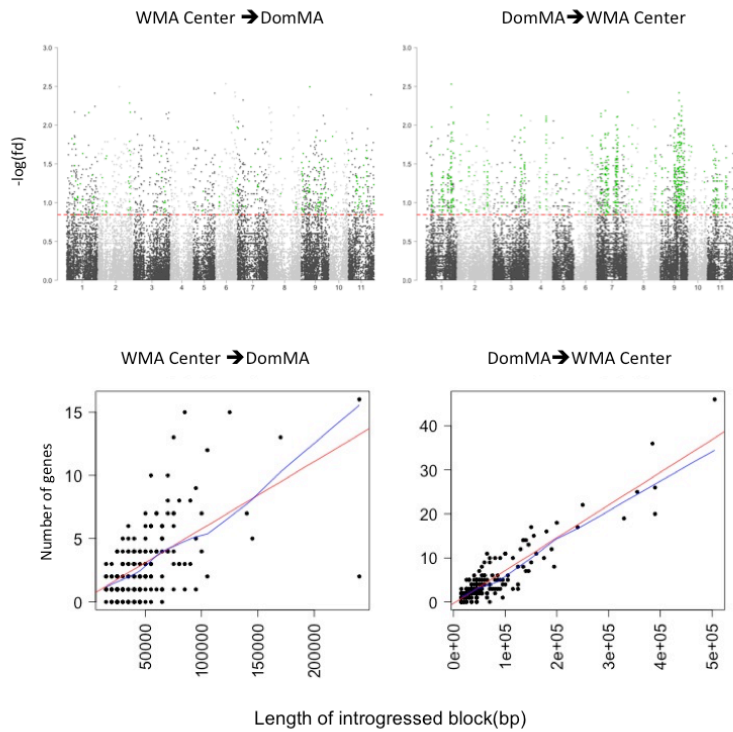 WMA Center ➔DomMA
DomMA➔WMA Center
-log(fd)
3.0
2.5
2.0
1.5
1.0
0.5
0.0
1 2 3 4 5 6 7 8 9 10 11
3.0
2.5
2.0
1.5
1.0
0.5
0.0
1 2 3 4 5 6 7 8 9 10 11
WMA Center ➔DomMA
DomMA➔WMA Center
Number of genes
15
10
5
0
50000
100000
150000
200000
40
30
20
10
0
0e+00
1e+05
2e+05
3e+05
4e+05
5e+05
Length of introgressed block(bp)